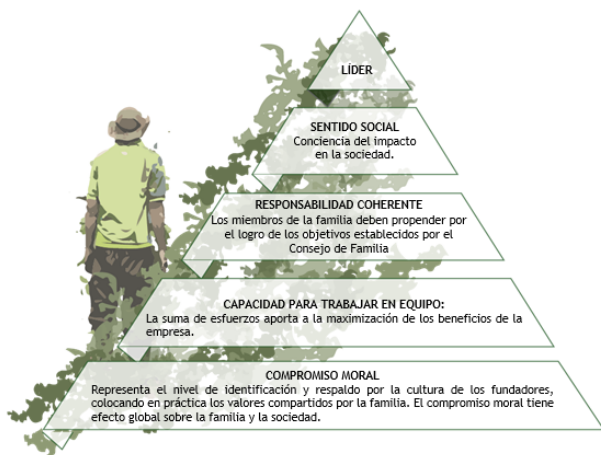 LÍDER
SENTIDO SOCIAL
Conciencia del impacto
en la sociedad.
RESPONSABILIDAD COHERENTE
Los miembros de la familia deben propender por
el logro de los objetivos establecidos por el
Consejo de Familia
CAPACIDAD PARA TRABAJAR EN EQUIPO:
La suma de esfuerzos aporta a la maximización de los beneficios de la
empresa.
COMPROMISO MORAL
Representa el nivel de identificación y respaldo por la cultura de los fundadores,
colocando en práctica los valores compartidos por la familia. El compromiso moral tiene
efecto global sobre la familia y la sociedad.